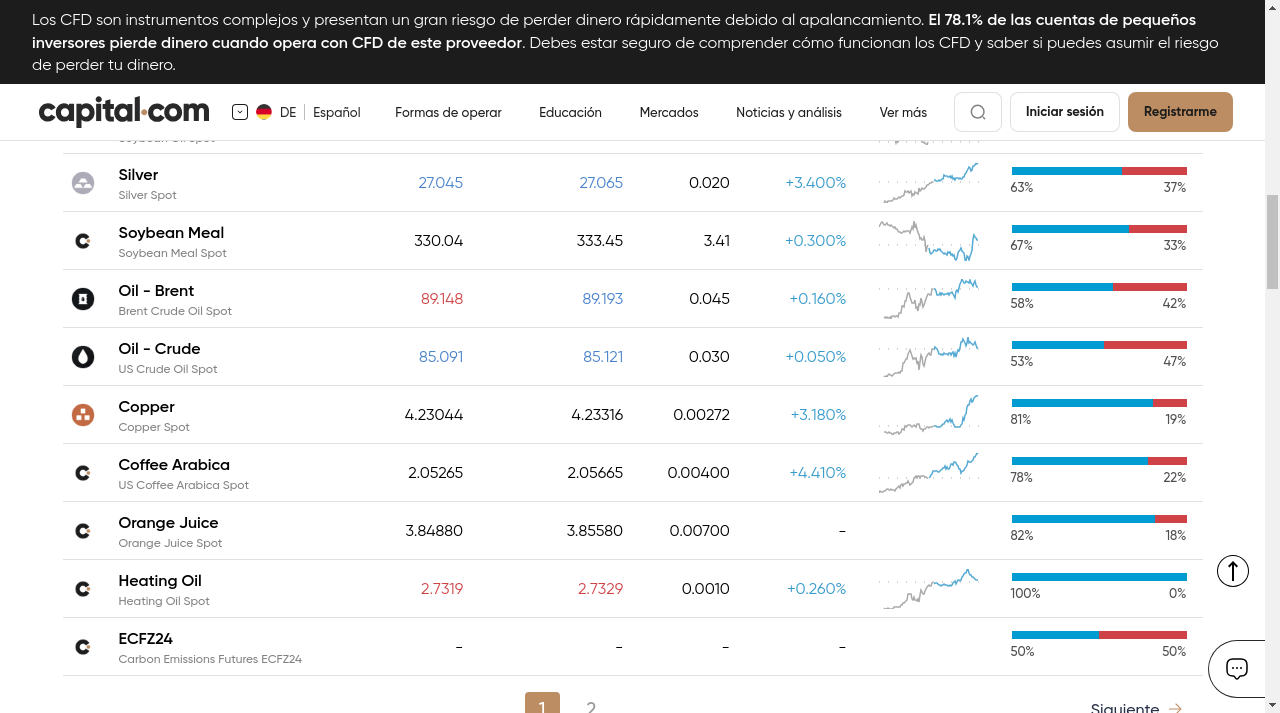 Los CFD son instrumentos complejos y presentan un gran riesgo de perder dinero rápidamente debido al apalancamiento. El 78.1% de las cuentas de pequeños
inversores pierde dinero cuando opera con CFD de este proveedor. Debes estar seguro de comprender cómo funcionan los CFD y saber si puedes asumir el riesgo
de perder tu dinero.
capital.com DE Español Formas de operar Educación Mercados Noticias y análisis Ver más Iniciar sesión Registrarme
Soybean Oil Spot
Silver 27.045 27.065 0.020 +3.400%
Silver Spot 63% 37%
Soybean Meal 330.04 333.45 3.41 +0.300%
Soybean Meal Spot 67% 33%
Oil - Brent 89.148 89.193 0.045 +0.160%
Brent Crude Oil Spot 58% 42%
Oil - Crude 85.091 85.121 0.030 +0.050%
US Crude Oil Spot 53% 47%
Copper 4.23044 4.23316 0.00272 +3.180%
Copper Spot 81% 19%
Coffee Arabica 2.05265 2.05665 0.00400 +4.410%
US Coffee Arabica Spot 78% 22%
Orange Juice 3.84880 3.85580 0.00700 -
Orange Juice Spot 82% 18%
Heating Oil 2.7319 2.7329 0.0010 +0.260%
Heating Oil Spot 100% 0%
ECFZ24 - - - -
Carbon Emissions Futures ECFZ24 50% 50%
1 2 Siguiente